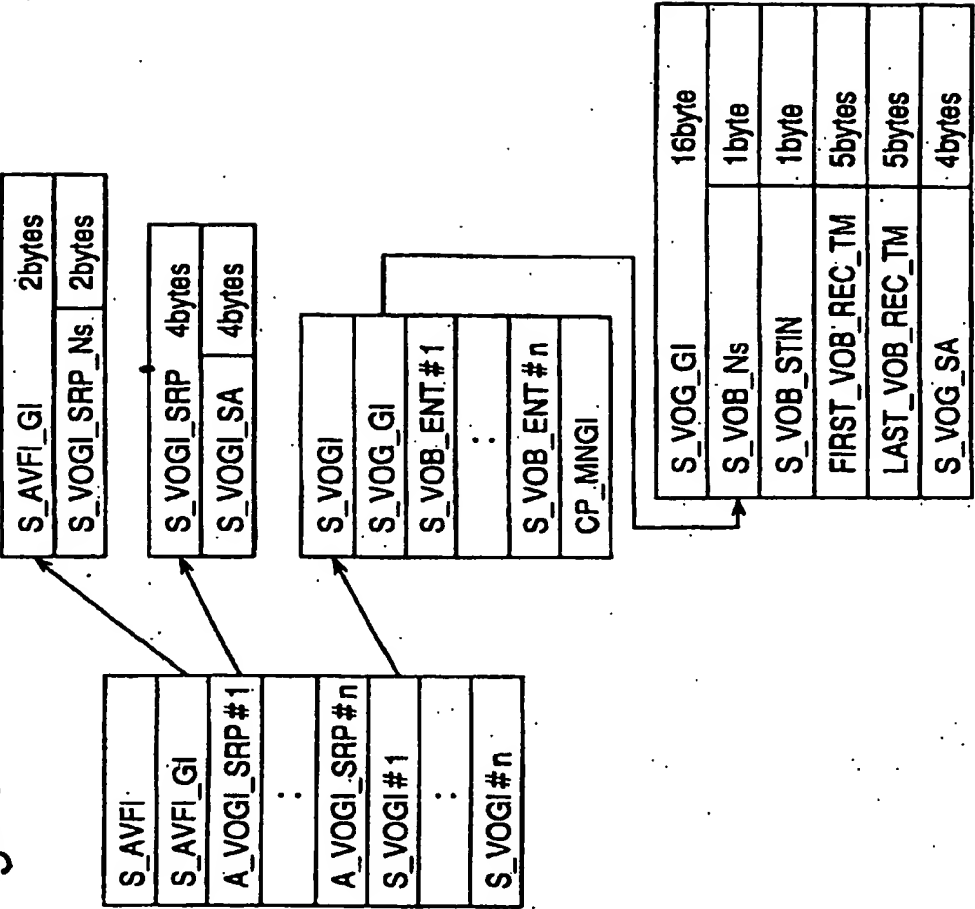 S_AVFI
S_AVFI_GI
A_VOGI_SRP#1
:
A_VOGI_SRP#n
S_VOGI#1
:
S_VOGI#n
S_AVFI_GI 2bytes
S_VOGI_SRP_Ns 2bytes
S_VOGI_SRP 4bytes
S_VOGI_SA 4bytes
S_VOGI
S_VOG_GI
S_VOB_ENT#1
:
S_VOB_ENT#n
CP_MNGI
S_VOG_GI 16byte
S_VOB_Ns 1byte
S_VOB_STIN 1byte
FIRST_VOB_REC_TM 5bytes
LAST_VOB_REC_TM 5bytes
S_VOG_SA 4bytes